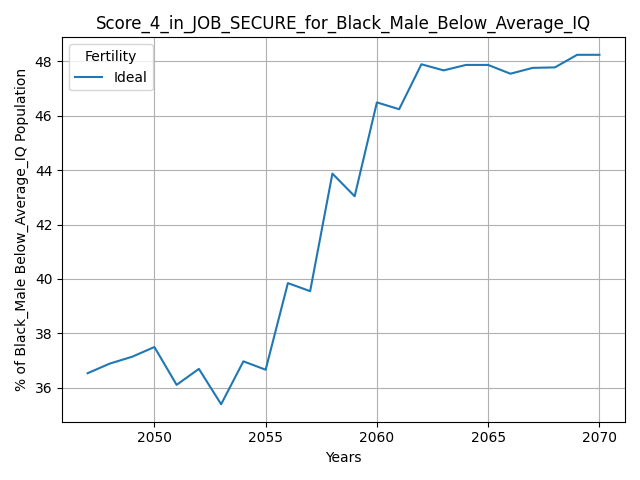 Score_4_in_JOB_SECURE_for_Black_Male_Below_Average_IQ
Fertility
Ideal
% of Black_Male Below_Average_IQ Population
48
46
44
42
40
38
36
2050
2055
2060
2065
2070
Years